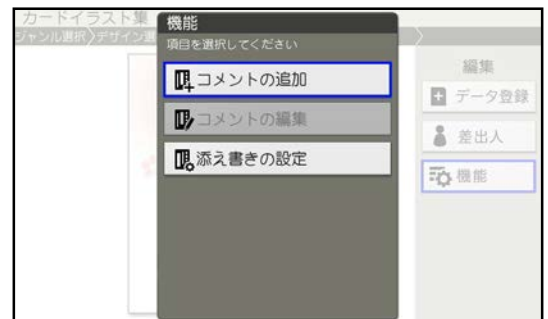 カードイラスト集
ジャンル選択〉デザイン選
機能
項目を選択してください
コメントの追加
コメントの編集
添え書きの設定
編集
データ登録
差出人
機能